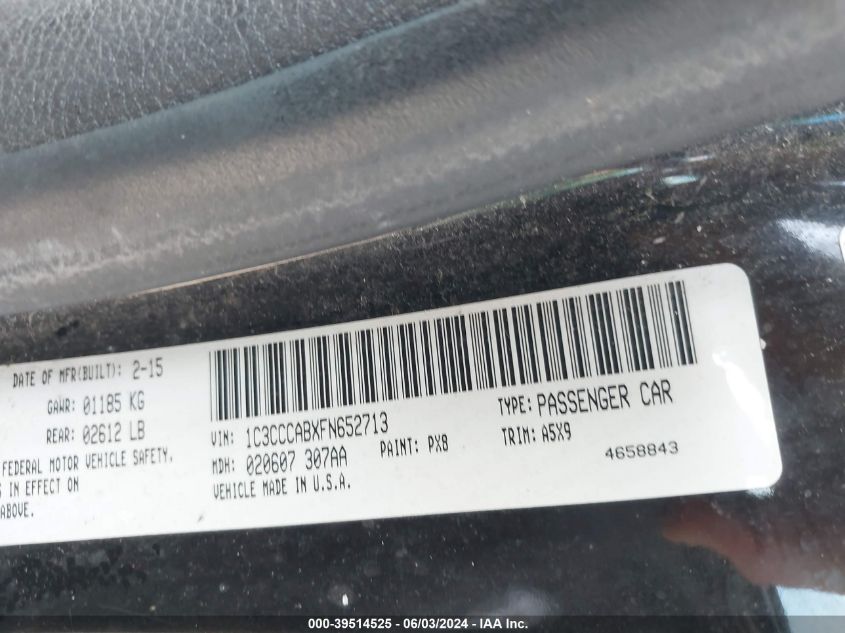 DATE OF MFR(BUILT): 2-15
GAWR: 01185 KG
REAR: 02612 LB
FEDERAL MOTOR VEHICLE SAFETY.
IN EFFECT ON
ABOVE.
VIN: 1C3CCCABXFN652713
TYPE: PASSENGER CAR
MDH: 020607 307AA
PAINT: PX8
TRIM: A5X9
VEHICLE MADE IN U.S.A.
4658843
000-39514525 - 06/03/2024 - IAA Inc.